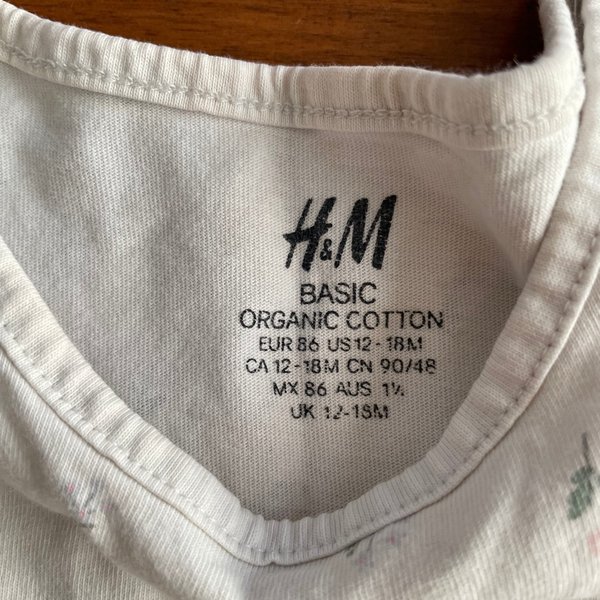 H&M
BASIC
ORGANIC COTTON
EUR 86 US 12-18M
CA 12-18M CN 90/48
MX 86 AUS 1½
UK 12-18M